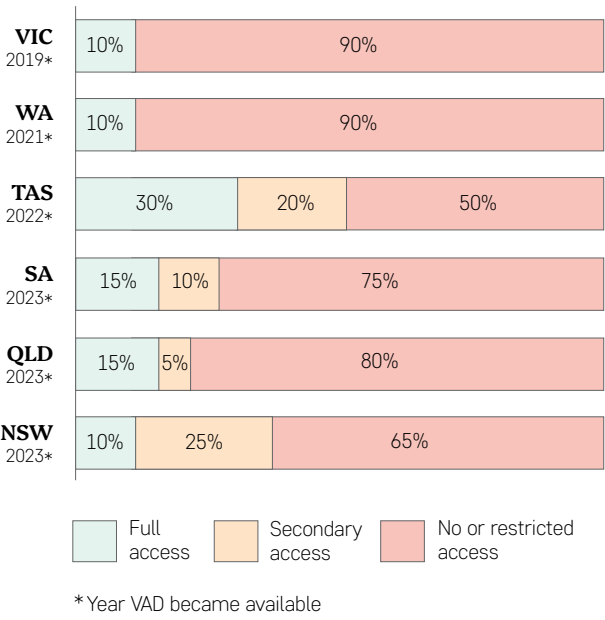 VIC
2019*
10% 90%
WA
2021*
10% 90%
TAS
2022*
30% 20% 50%
SA
2023*
15% 10% 75%
QLD
2023*
15% 5% 80%
NSW
2023*
10% 25% 65%
Full
access
Secondary
access
No or restricted
access
* Year VAD became available